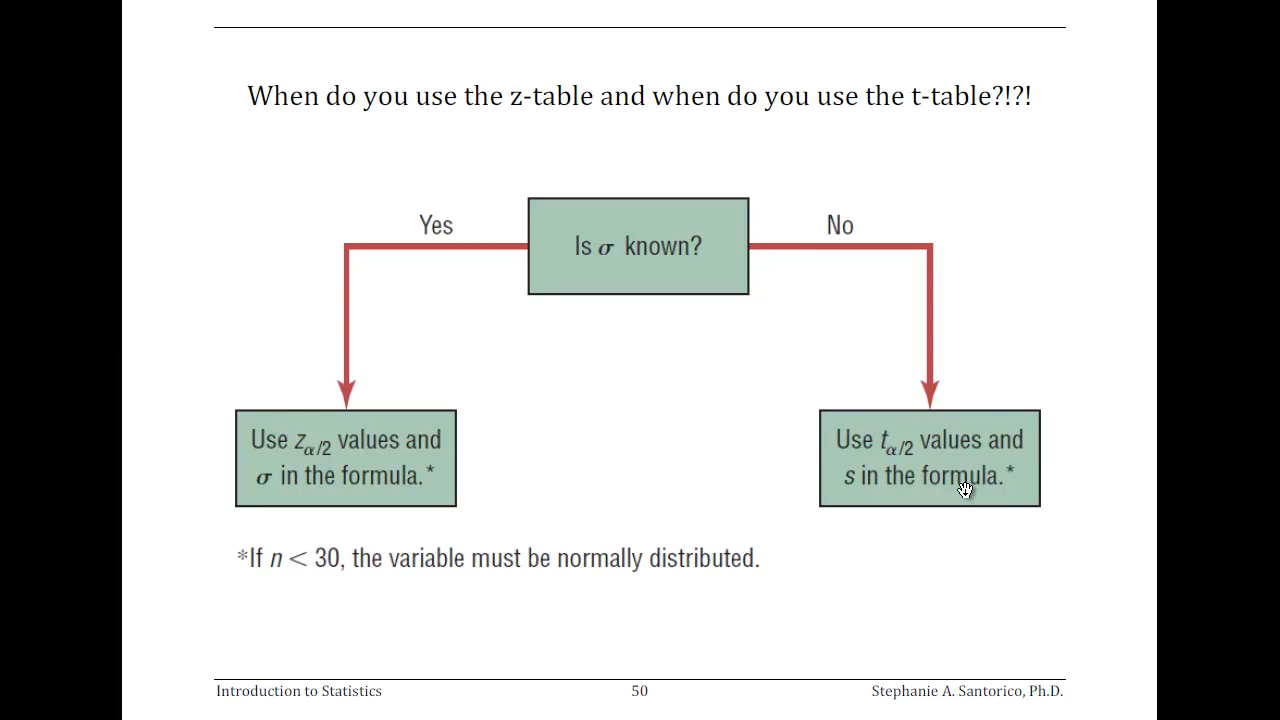 When do you use the z-table and when do you use the t-table?!?!
Yes
Is σ known?
No
Use zα/2 values and
σ in the formula.*
Use tα/2 values and
s in the formula.*
*If n < 30, the variable must be normally distributed.
Introduction to Statistics
50
Stephanie A. Santorico, Ph.D.